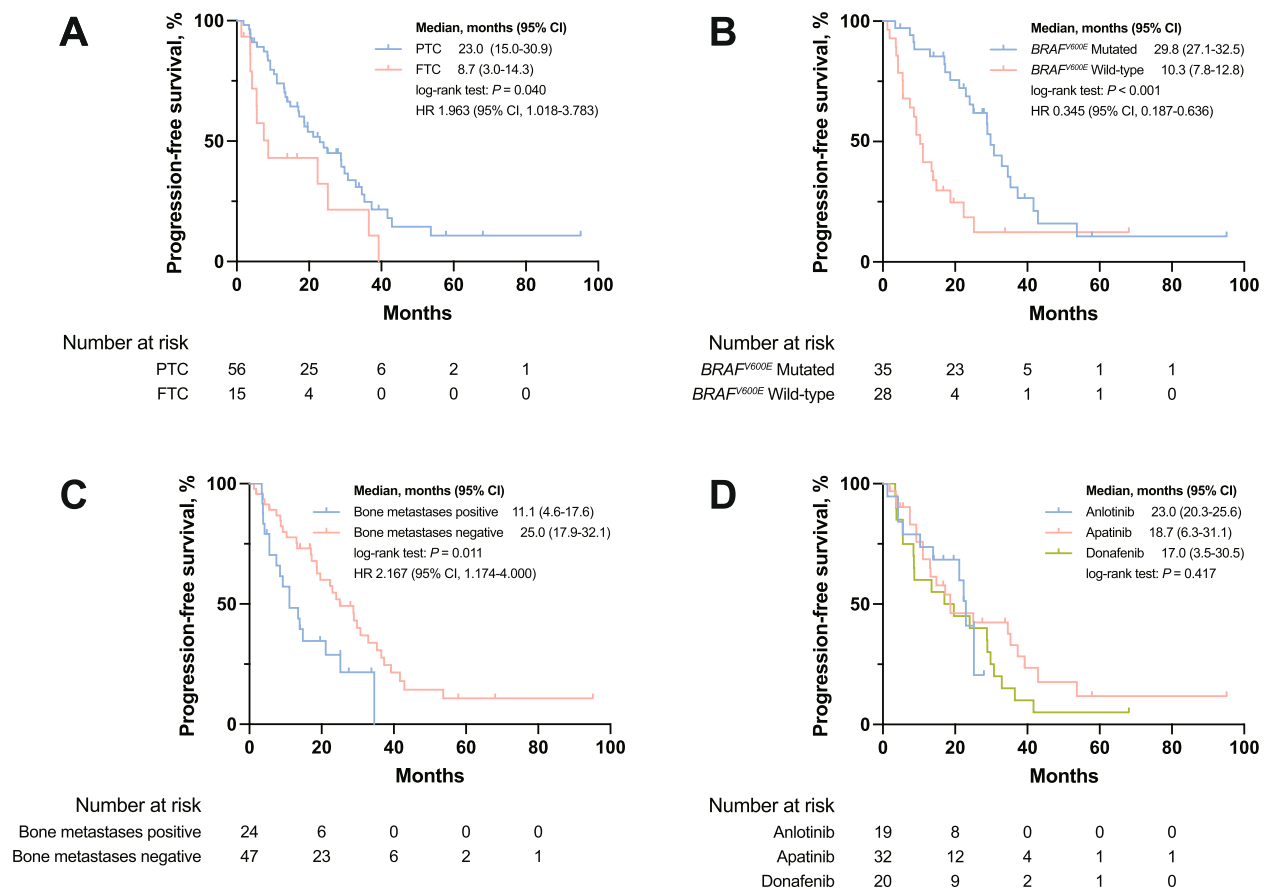 A
Progression-free survival, %
100
50
0
0 20 40 60 80 100
Months
Median, months (95% CI)
PTC 23.0 (15.0-30.9)
FTC 8.7 (3.0-14.3)
log-rank test: P = 0.040
HR 1.963 (95% CI, 1.018-3.783)
Number at risk
PTC 56 25 6 2 1
FTC 15 4 0 0 0
B
Progression-free survival, %
100
50
0
0 20 40 60 80 100
Months
Median, months (95% CI)
BRAF^V600E Mutated 29.8 (27.1-32.5)
BRAF^V600E Wild-type 10.3 (7.8-12.8)
log-rank test: P < 0.001
HR 0.345 (95% CI, 0.187-0.636)
Number at risk
BRAF^V600E Mutated 35 23 5 1 1
BRAF^V600E Wild-type 28 4 1 1 0
C
Progression-free survival, %
100
50
0
0 20 40 60 80 100
Months
Median, months (95% CI)
Bone metastases positive 11.1 (4.6-17.6)
Bone metastases negative 25.0 (17.9-32.1)
log-rank test: P = 0.011
HR 2.167 (95% CI, 1.174-4.000)
Number at risk
Bone metastases positive 24 6 0 0 0
Bone metastases negative 47 23 6 2 1
D
Progression-free survival, %
100
50
0
0 20 40 60 80 100
Months
Median, months (95% CI)
Anlotinib 23.0 (20.3-25.6)
Apatinib 18.7 (6.3-31.1)
Donafenib 17.0 (3.5-30.5)
log-rank test: P = 0.417
Number at risk
Anlotinib 19 8 0 0 0
Apatinib 32 12 4 1 1
Donafenib 20 9 2 1 0